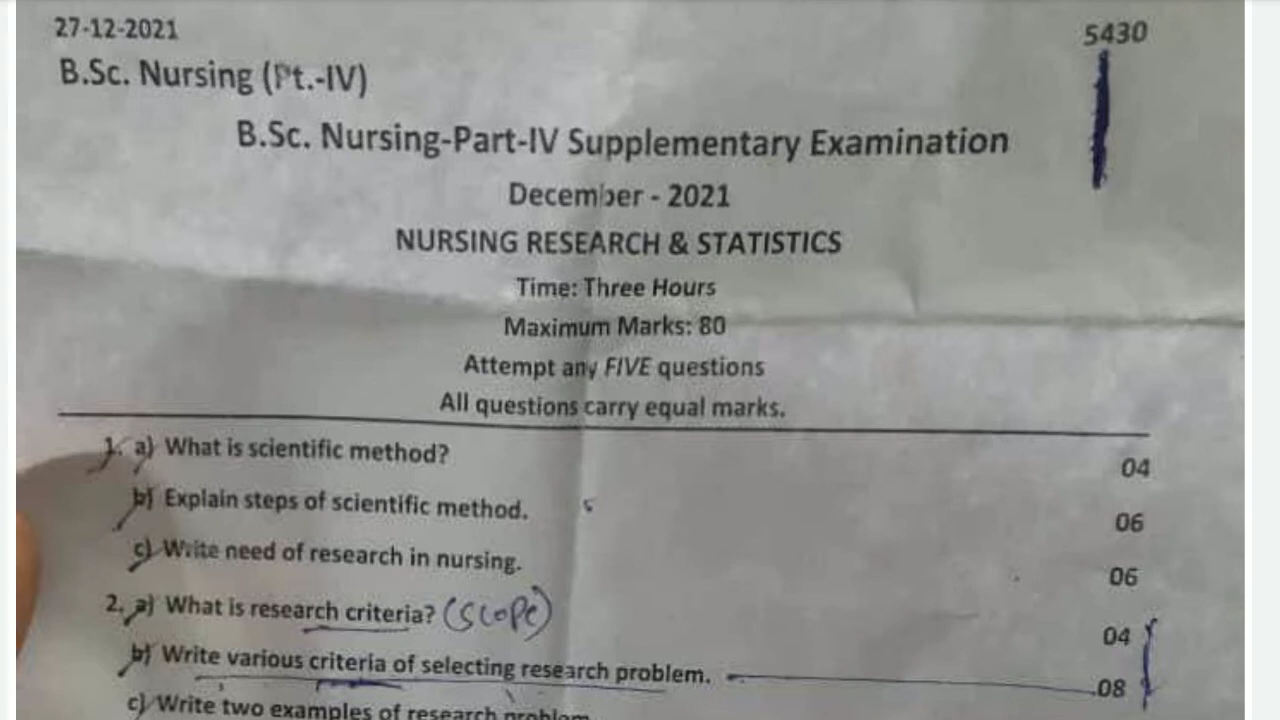 27-12-2021
5430
B.Sc. Nursing (Pt.-IV)
B.Sc. Nursing-Part-IV Supplementary Examination
December - 2021
NURSING RESEARCH & STATISTICS
Time: Three Hours
Maximum Marks: 80
Attempt any FIVE questions
All questions carry equal marks.
1. a) What is scientific method? 04
b) Explain steps of scientific method. 06
c) Write need of research in nursing. 06
2. a) What is research criteria? (Scope) 04
b) Write various criteria of selecting research problem. 08
c) Write two examples of research problem